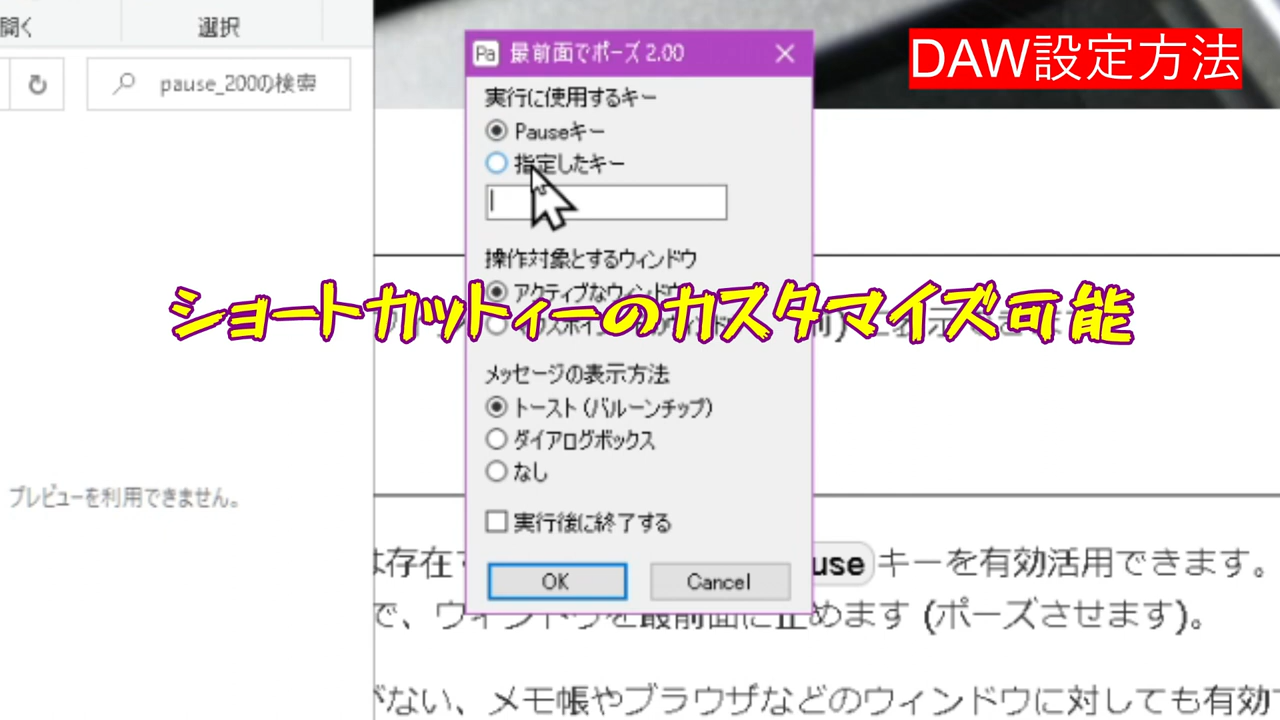 開く
選択
DAW設定方法
pause_200の検索
最前面でポーズ 2.00
実行に使用するキー
Pauseキー
指定したキー
操作対象とするウィンドウ
アクティブなウィンドウ
ショートカットィーのカスタマイズ可能
メッセージの表示方法
トースト (バルーンチップ)
ダイアログボックス
なし
プレビューを利用できません。
実行後に終了する
は存在 use キーを有効活用できます。
OK
Cancel
で、ウィンドウを最前面に止めます (ポーズさせます)。
がない、メモ帳やブラウザなどのウィンドウに対しても有効